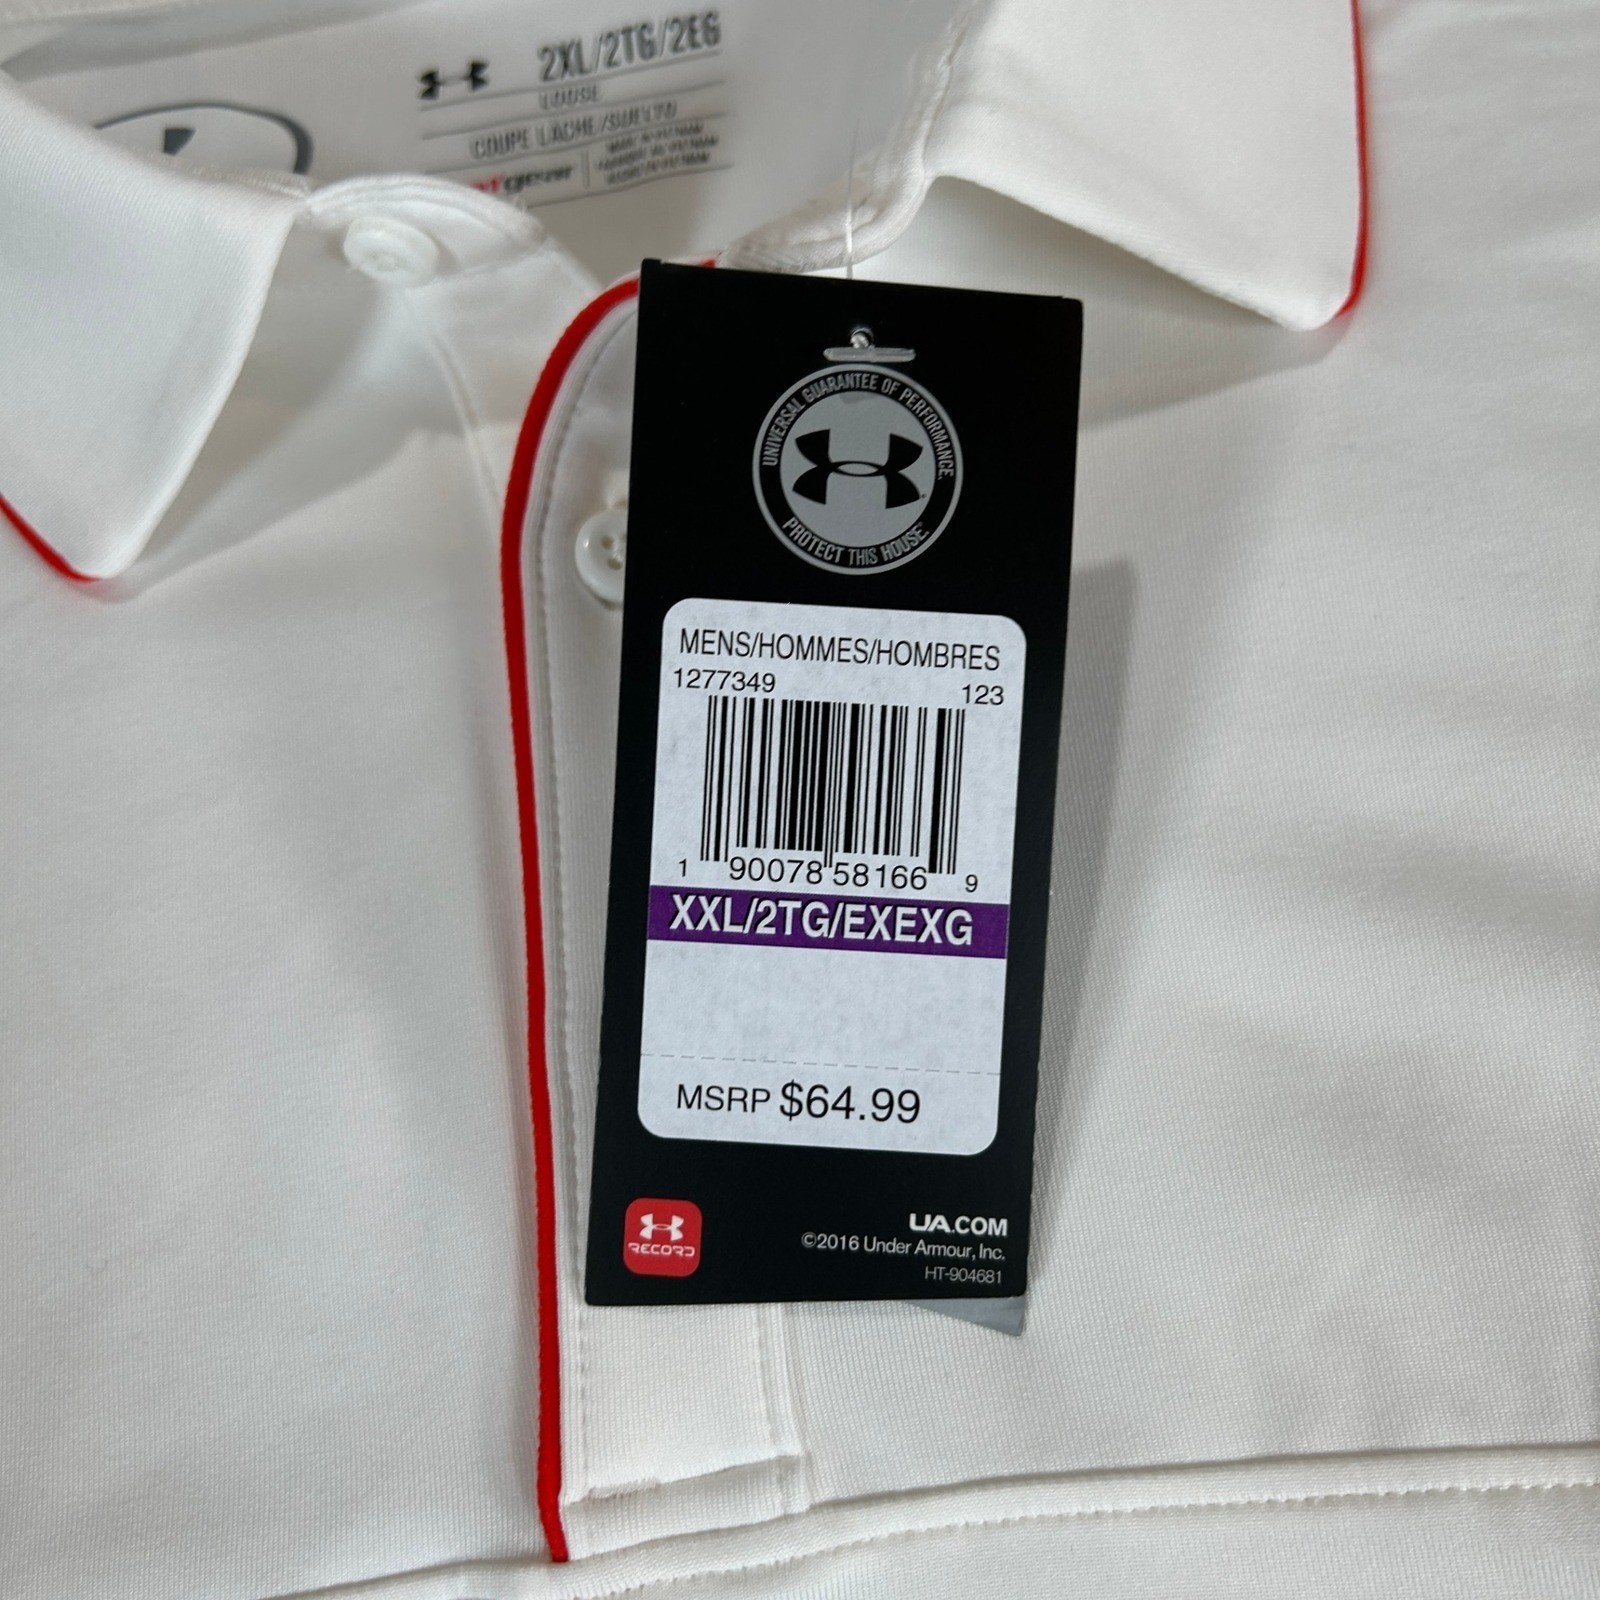 2XL/2TG/2EG
LOOSE
COUPE LÂCHE/SUELTO
gear
UNIVERSAL GUARANTEE OF PERFORMANCE.
PROTECT THIS HOUSE.®
MENS/HOMMES/HOMBRES
1277349 123
1 90078 58166 9
XXL/2TG/EXEXG
MSRP $64.99
RECORD
UA.COM
©2016 Under Armour, Inc.
HT-904681